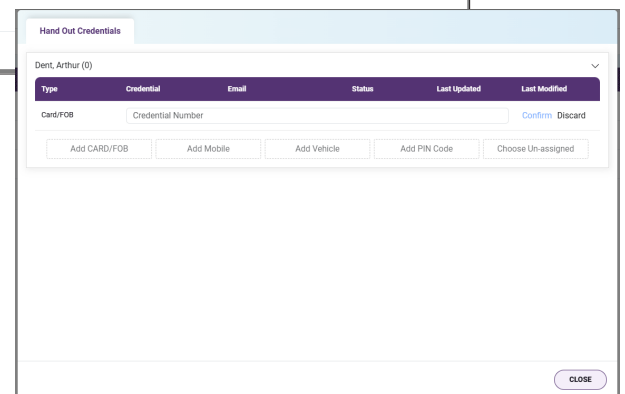 Hand Out Credentials
Dent, Arthur (0)
Type Credential Email Status Last Updated Last Modified
Card/FOB Credential Number Confirm Discard
Add CARD/FOB Add Mobile Add Vehicle Add PIN Code Choose Un-assigned
CLOSE